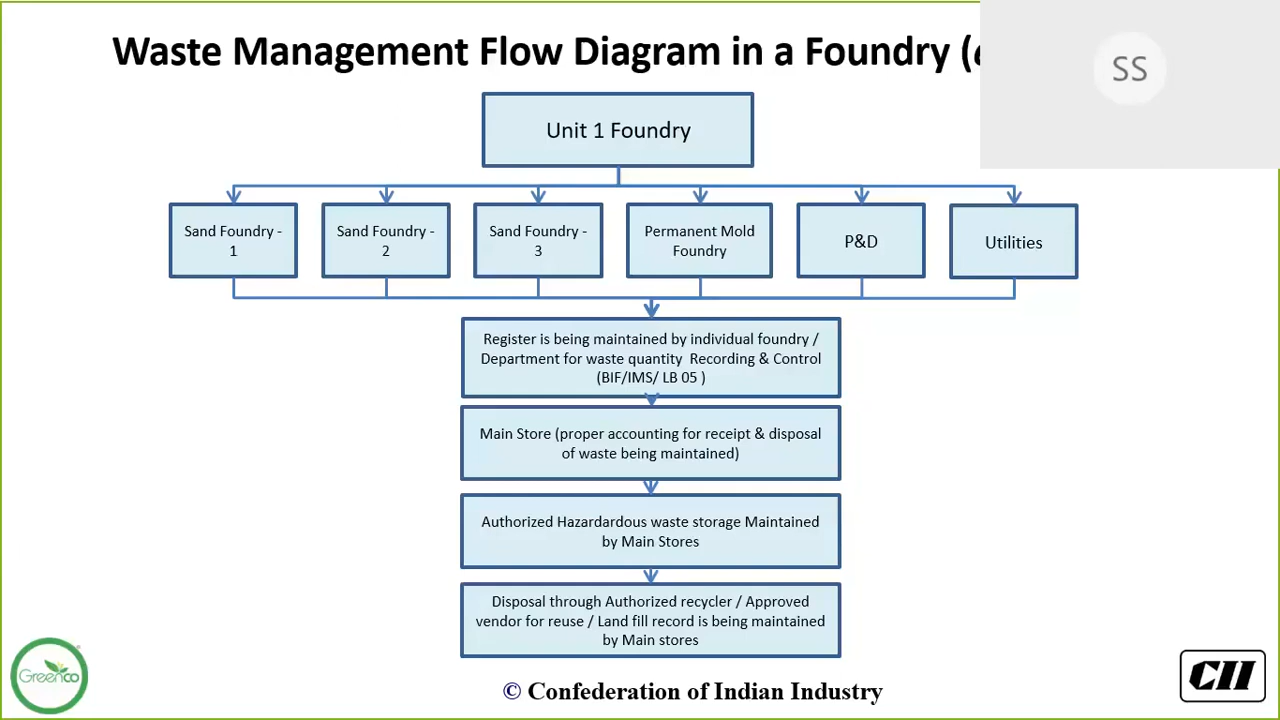 Waste Management Flow Diagram in a Foundry (
SS
Unit 1 Foundry
Sand Foundry -
1
Sand Foundry -
2
Sand Foundry -
3
Permanent Mold
Foundry
P&D
Utilities
Register is being maintained by individual foundry /
Department for waste quantity Recording & Control
(BIF/IMS/ LB 05 )
Main Store (proper accounting for receipt & disposal
of waste being maintained)
Authorized Hazardardous waste storage Maintained
by Main Stores
Disposal through Authorized recycler / Approved
vendor for reuse / Land fill record is being maintained
by Main stores
Greenco
© Confederation of Indian Industry
CII